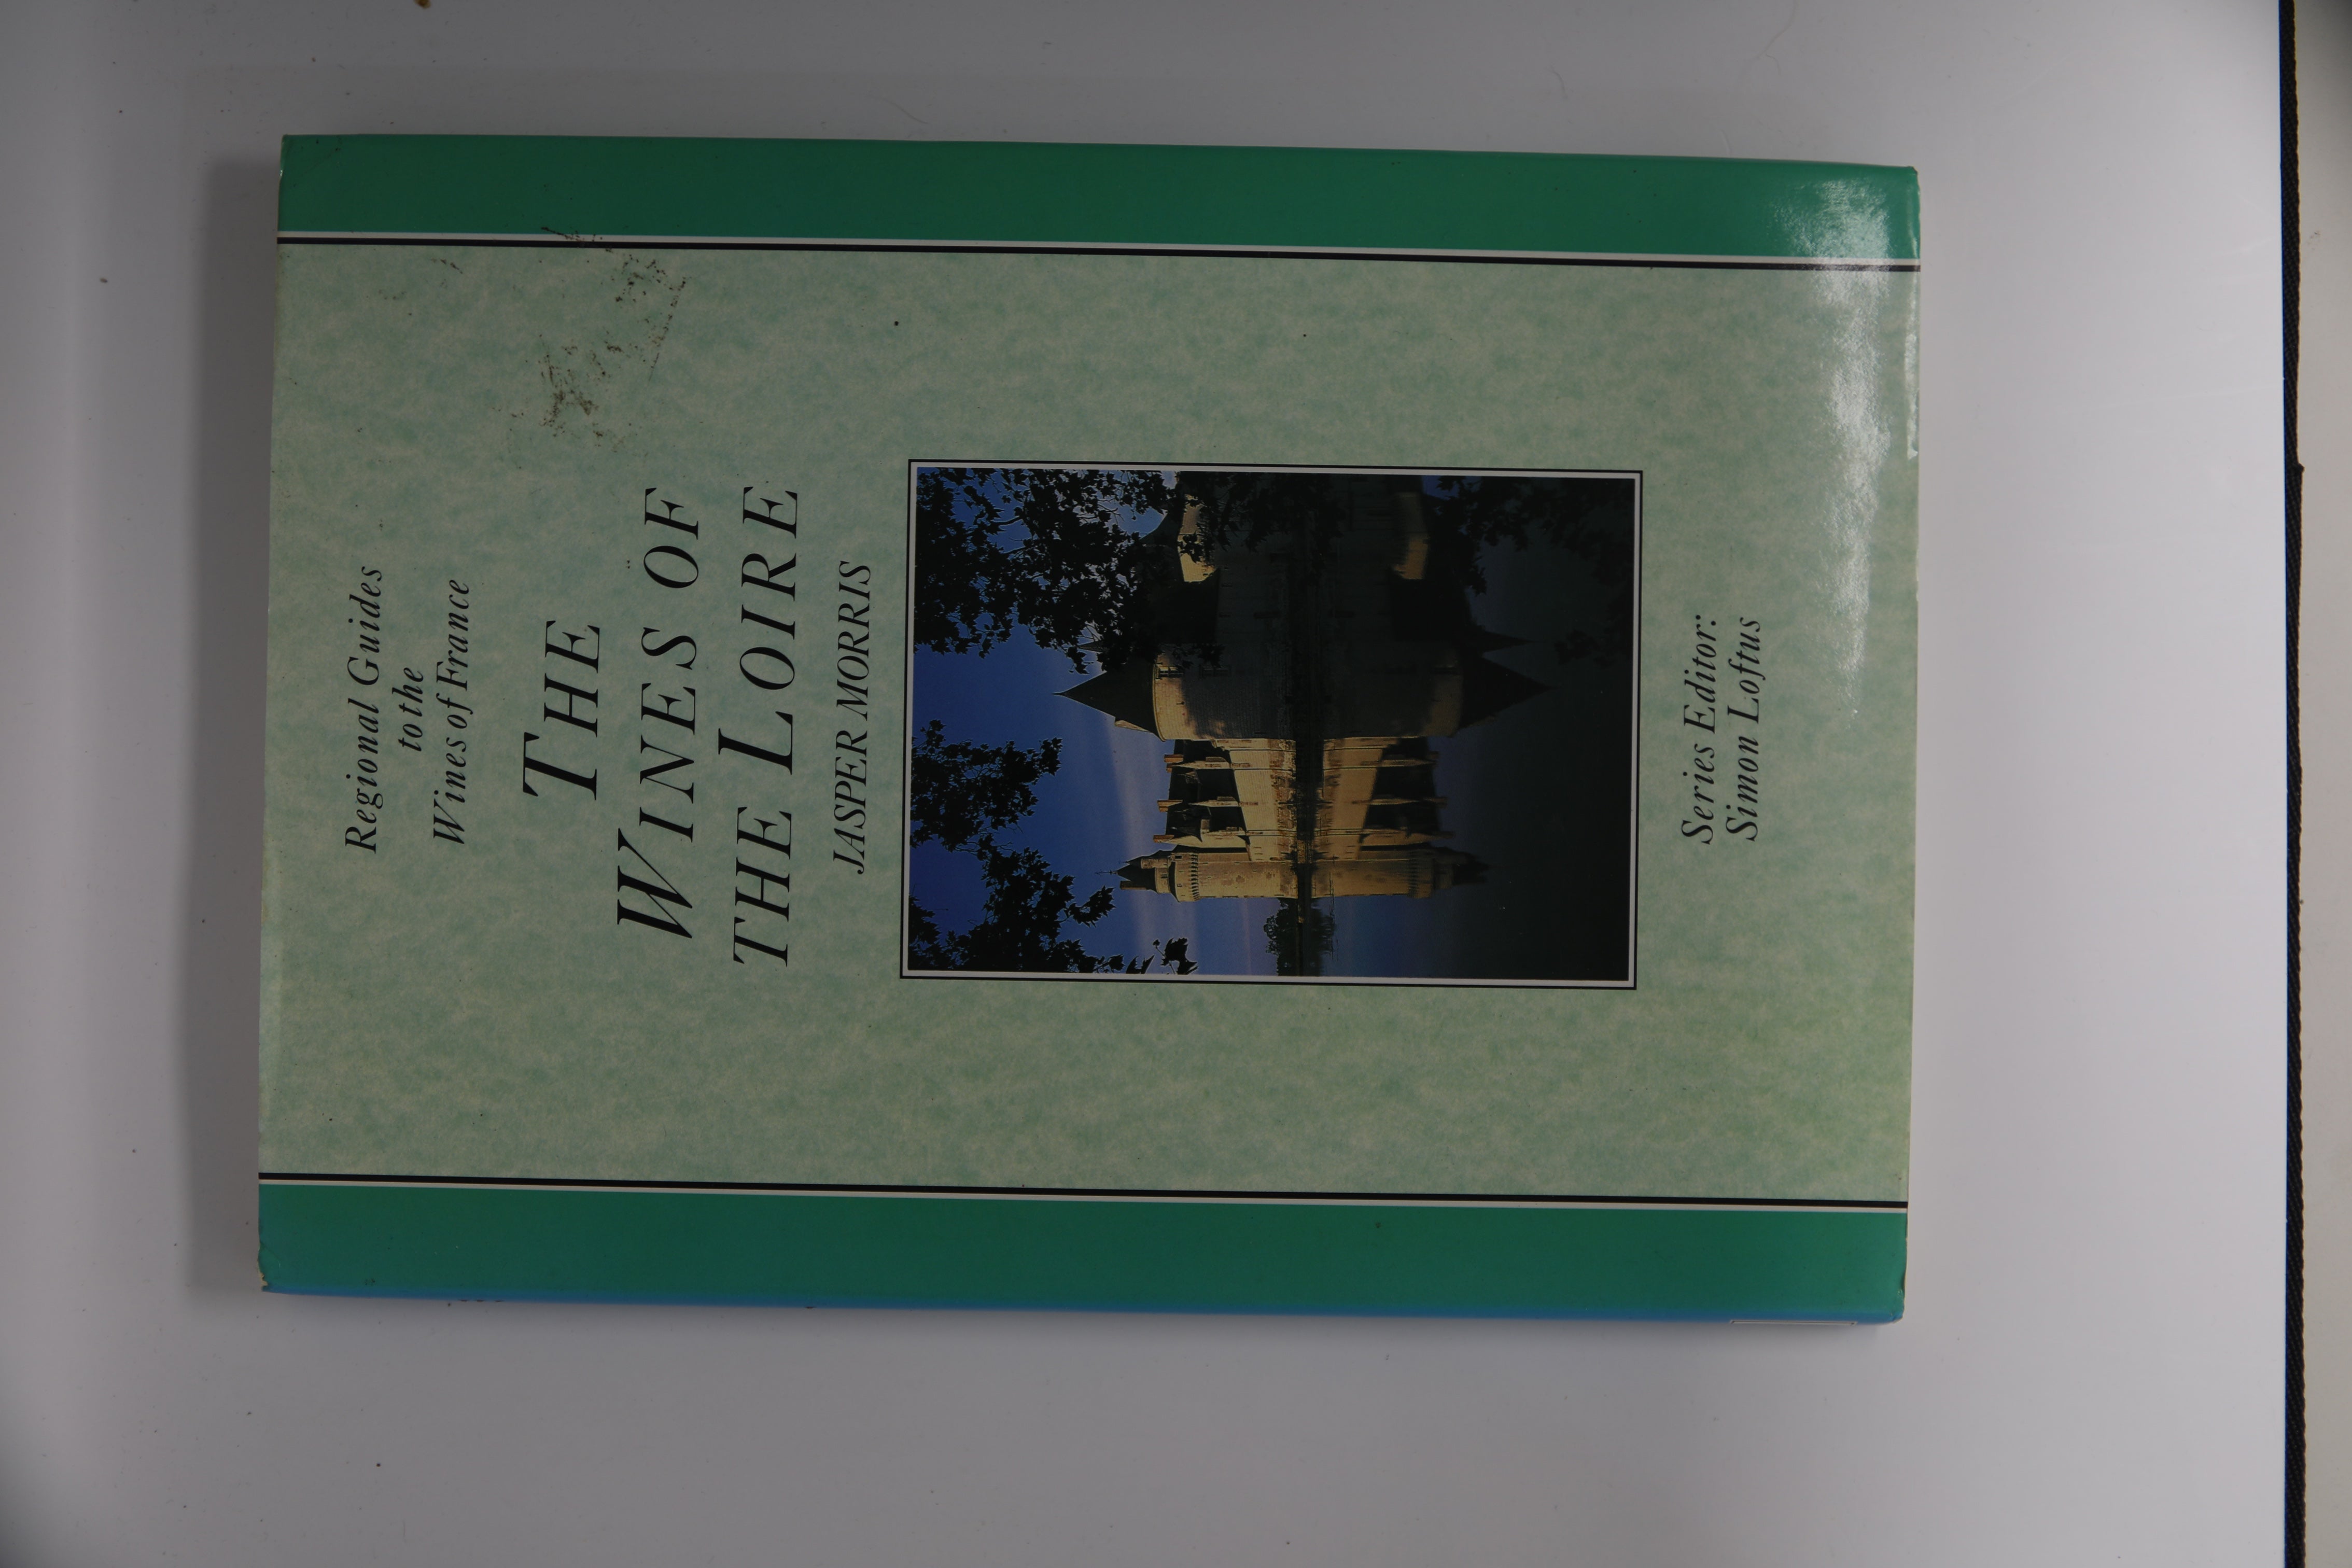 Regional Guides
to the
Wines of France
THE
WINES OF
THE LOIRE
JASPER MORRIS
Series Editor:
Simon Loftus